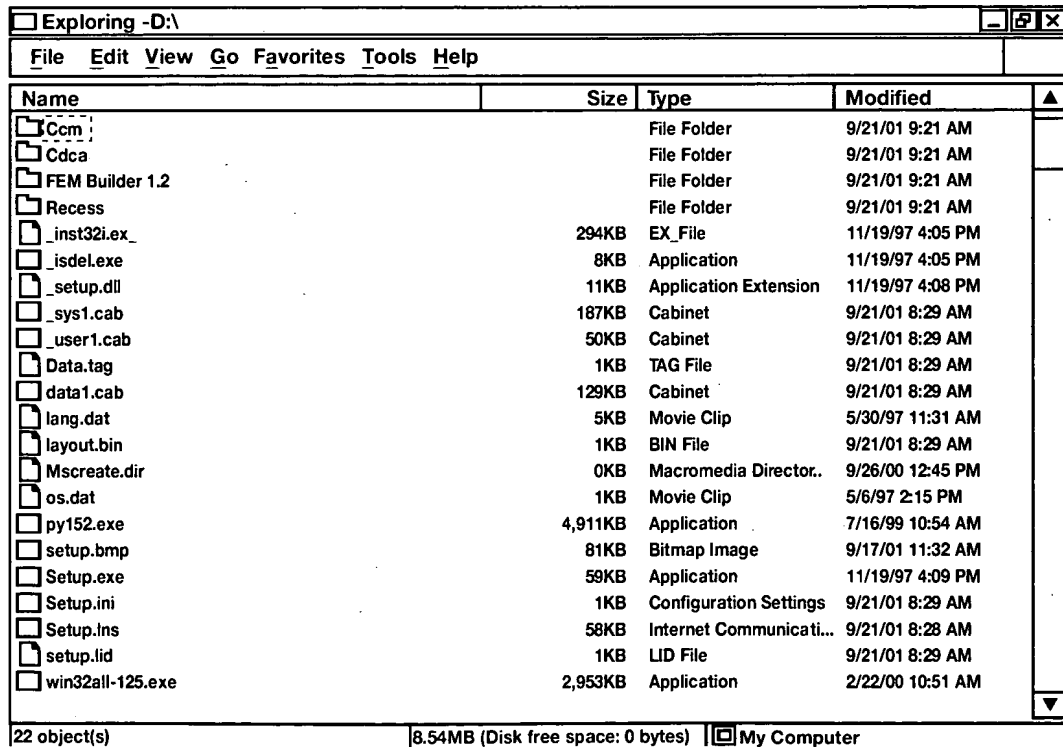 Exploring -D:\
File Edit View Go Favorites Tools Help
Name Size Type Modified
Ccm File Folder 9/21/01 9:21 AM
Cdca File Folder 9/21/01 9:21 AM
FEM Builder 1.2 File Folder 9/21/01 9:21 AM
Recess File Folder 9/21/01 9:21 AM
_inst32i.ex_ 294KB EX_File 11/19/97 4:05 PM
_isdel.exe 8KB Application 11/19/97 4:05 PM
_setup.dll 11KB Application Extension 11/19/97 4:08 PM
_sys1.cab 187KB Cabinet 9/21/01 8:29 AM
_user1.cab 50KB Cabinet 9/21/01 8:29 AM
Data.tag 1KB TAG File 9/21/01 8:29 AM
data1.cab 129KB Cabinet 9/21/01 8:29 AM
lang.dat 5KB Movie Clip 5/30/97 11:31 AM
layout.bin 1KB BIN File 9/21/01 8:29 AM
Mscreate.dir 0KB Macromedia Director.. 9/26/00 12:45 PM
os.dat 1KB Movie Clip 5/6/97 2:15 PM
py152.exe 4,911KB Application 7/16/99 10:54 AM
setup.bmp 81KB Bitmap Image 9/17/01 11:32 AM
Setup.exe 59KB Application 11/19/97 4:09 PM
Setup.ini 1KB Configuration Settings 9/21/01 8:29 AM
Setup.Ins 58KB Internet Communicati... 9/21/01 8:28 AM
setup.lid 1KB LID File 9/21/01 8:29 AM
win32all-125.exe 2,953KB Application 2/22/00 10:51 AM
22 object(s) 8.54MB (Disk free space: 0 bytes) My Computer